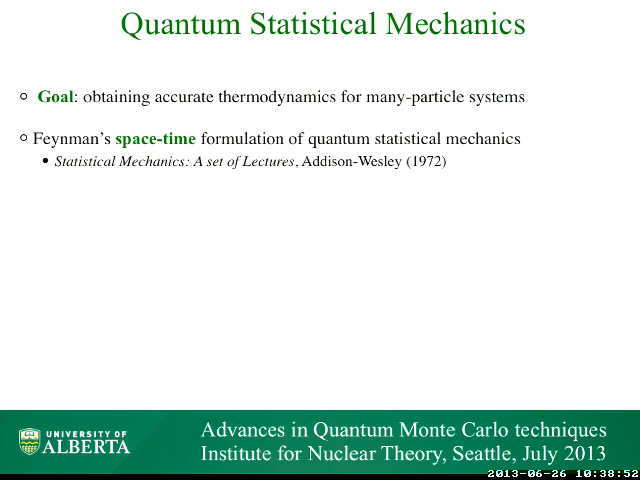 Quantum Statistical Mechanics
Goal: obtaining accurate thermodynamics for many-particle systems
Feynman's space-time formulation of quantum statistical mechanics
Statistical Mechanics: A set of Lectures, Addison-Wesley (1972)
UNIVERSITY OF
ALBERTA
Advances in Quantum Monte Carlo techniques
Institute for Nuclear Theory, Seattle, July 2013
2013-06-26 10:38:52